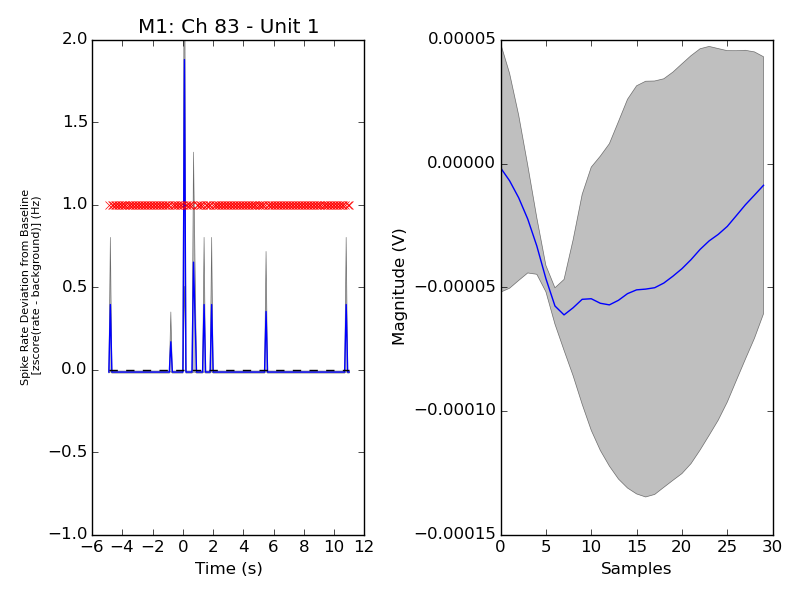 M1: Ch 83 - Unit 1
2.0
1.5
1.0
0.5
0.0
−0.5
−1.0
Spike Rate Deviation from Baseline
[zscore(rate - background)] (Hz)
−6 −4 −2 0 2 4 6 8 10 12
Time (s)
0.00005
0.00000
−0.00005
−0.00010
−0.00015
Magnitude (V)
0 5 10 15 20 25 30
Samples